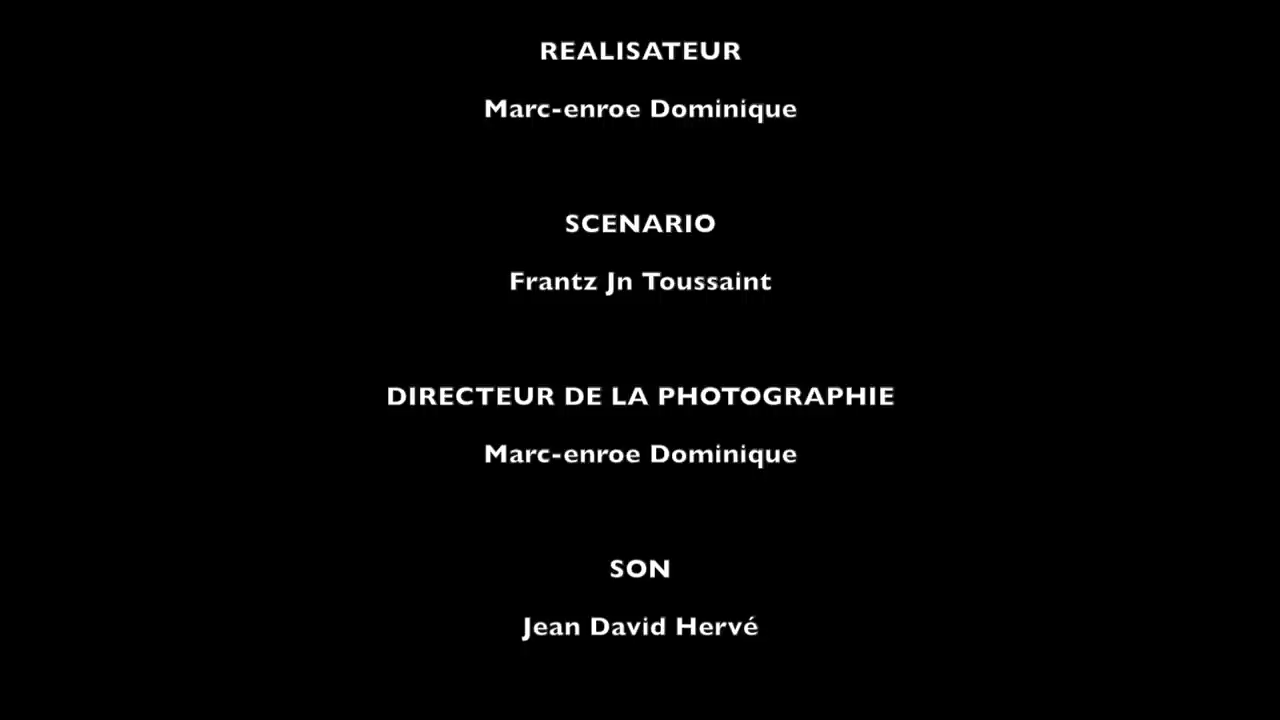 REALISATEUR
Marc-enroe Dominique
SCENARIO
Frantz Jn Toussaint
DIRECTEUR DE LA PHOTOGRAPHIE
Marc-enroe Dominique
SON
Jean David Hervé